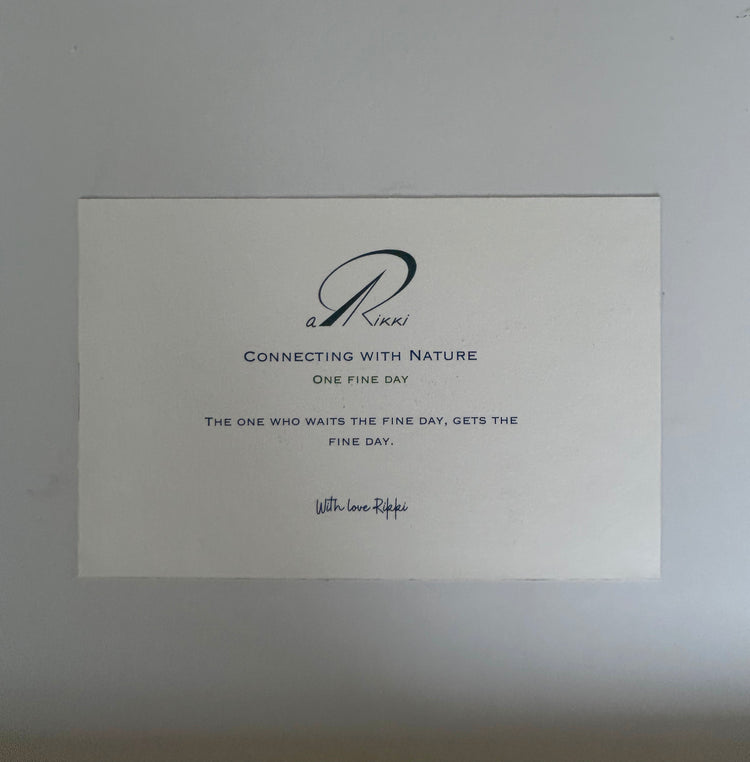 a Rikki
Connecting with Nature
One fine day
The one who waits the fine day, gets the
fine day.
With love Rikki